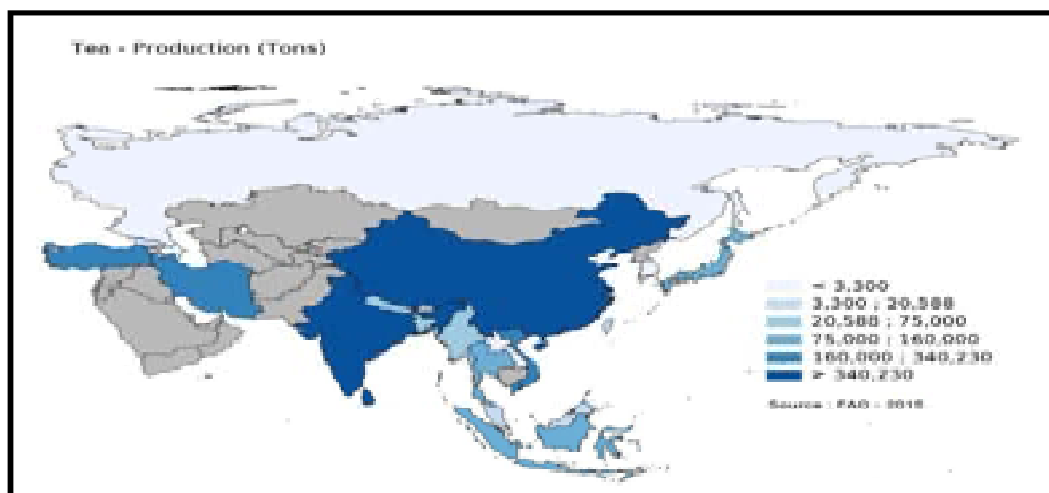 Tea - Production (Tons)
< 3,300
3,300 ; 20,588
20,588 ; 75,000
75,000 ; 160,000
160,000 ; 340,230
≥ 340,230
Source : FAO -